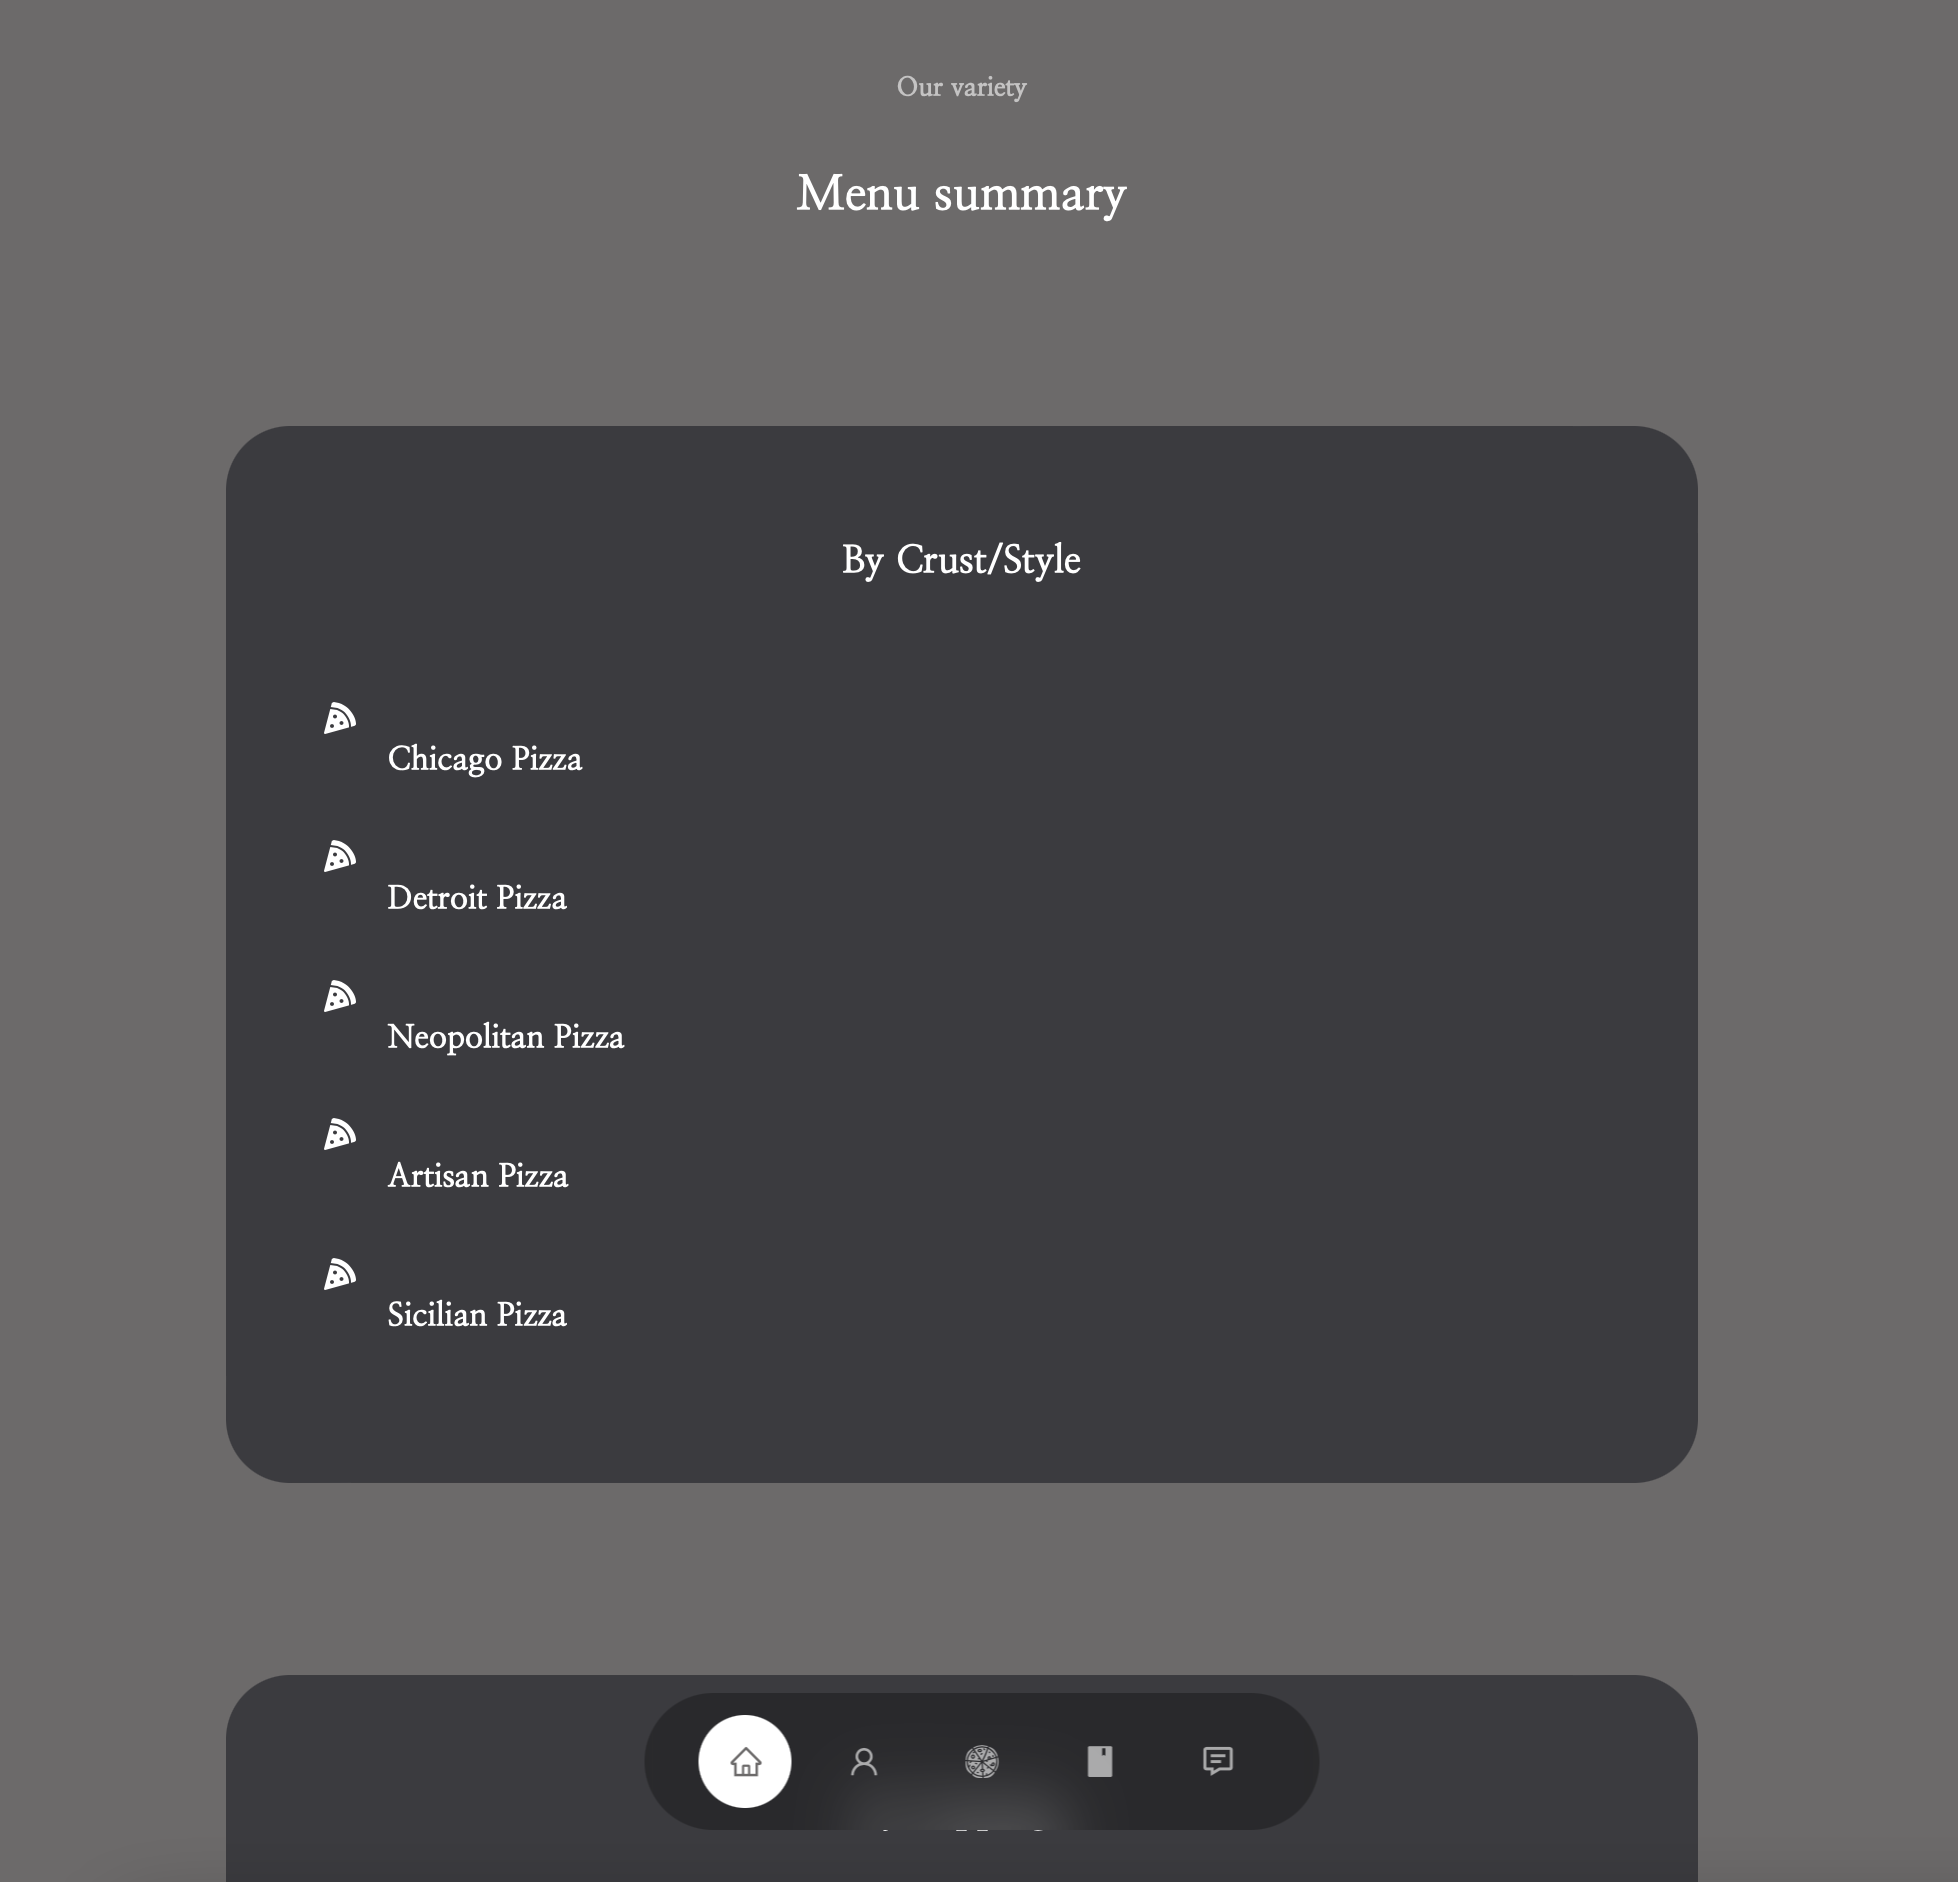 Our variety
Menu summary
By Crust/Style
Chicago Pizza
Detroit Pizza
Neopolitan Pizza
Artisan Pizza
Sicilian Pizza